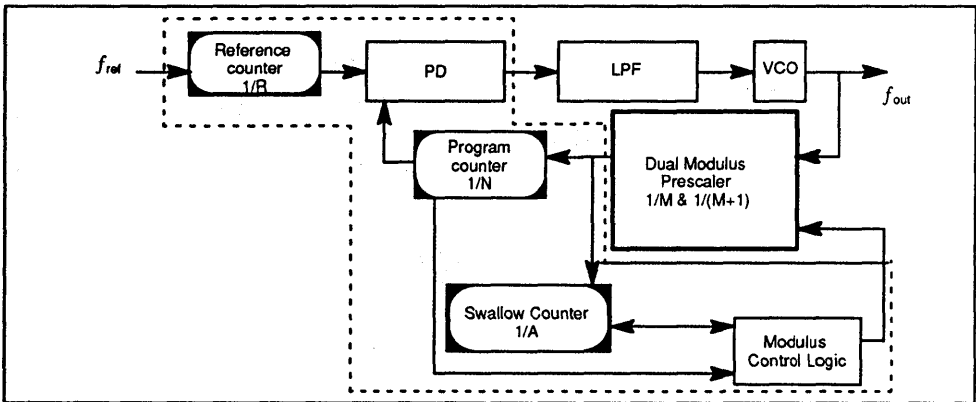 Reference
counter
1/R
fref
PD
LPF
VCO
fout
Program
counter
1/N
Dual Modulus
Prescaler
1/M & 1/(M+1)
Swallow Counter
1/A
Modulus
Control Logic